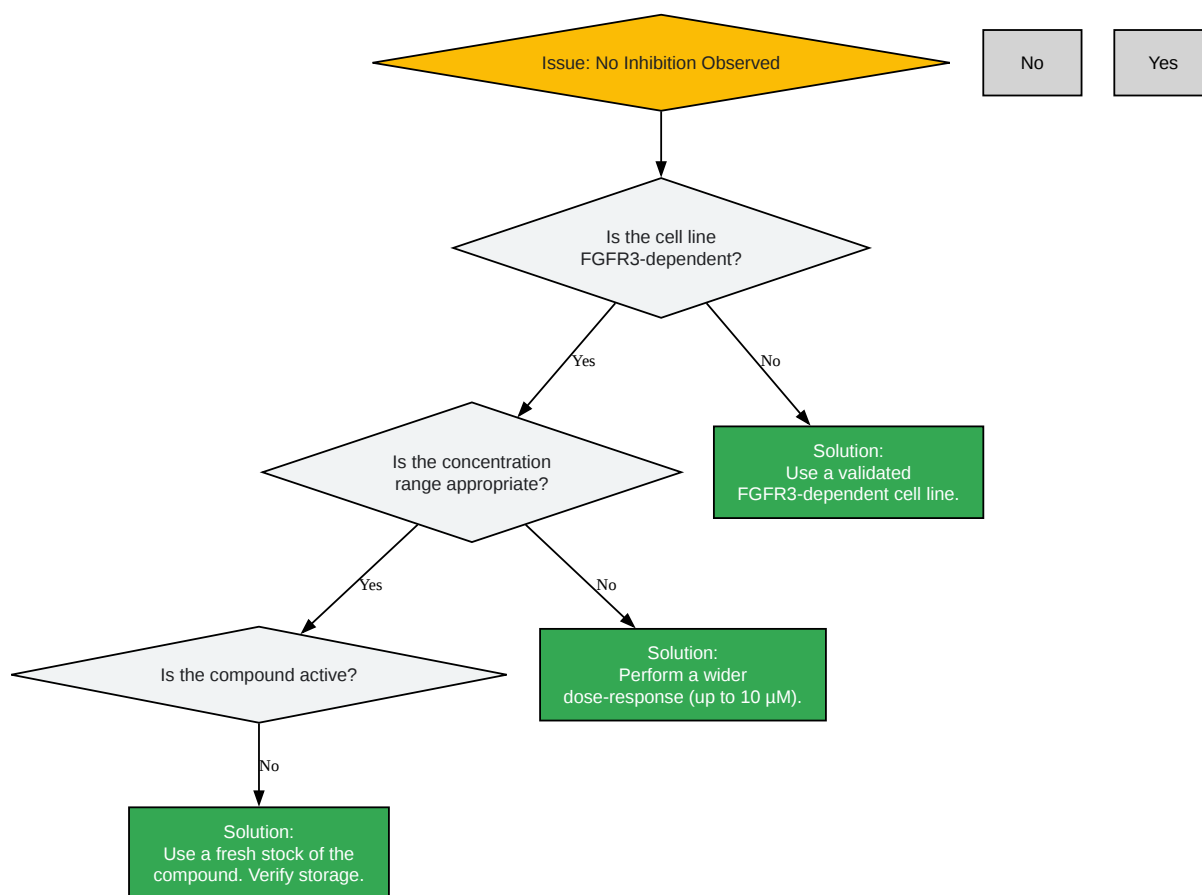 Issue: No Inhibition Observed
No
Yes
Is the cell line
FGFR3-dependent?
Yes
No
Is the concentration
range appropriate?
Solution:
Use a validated
FGFR3-dependent cell line.
Yes
No
Is the compound active?
Solution:
Perform a wider
dose-response (up to 10 µM).
No
Solution:
Use a fresh stock of the
compound. Verify storage.